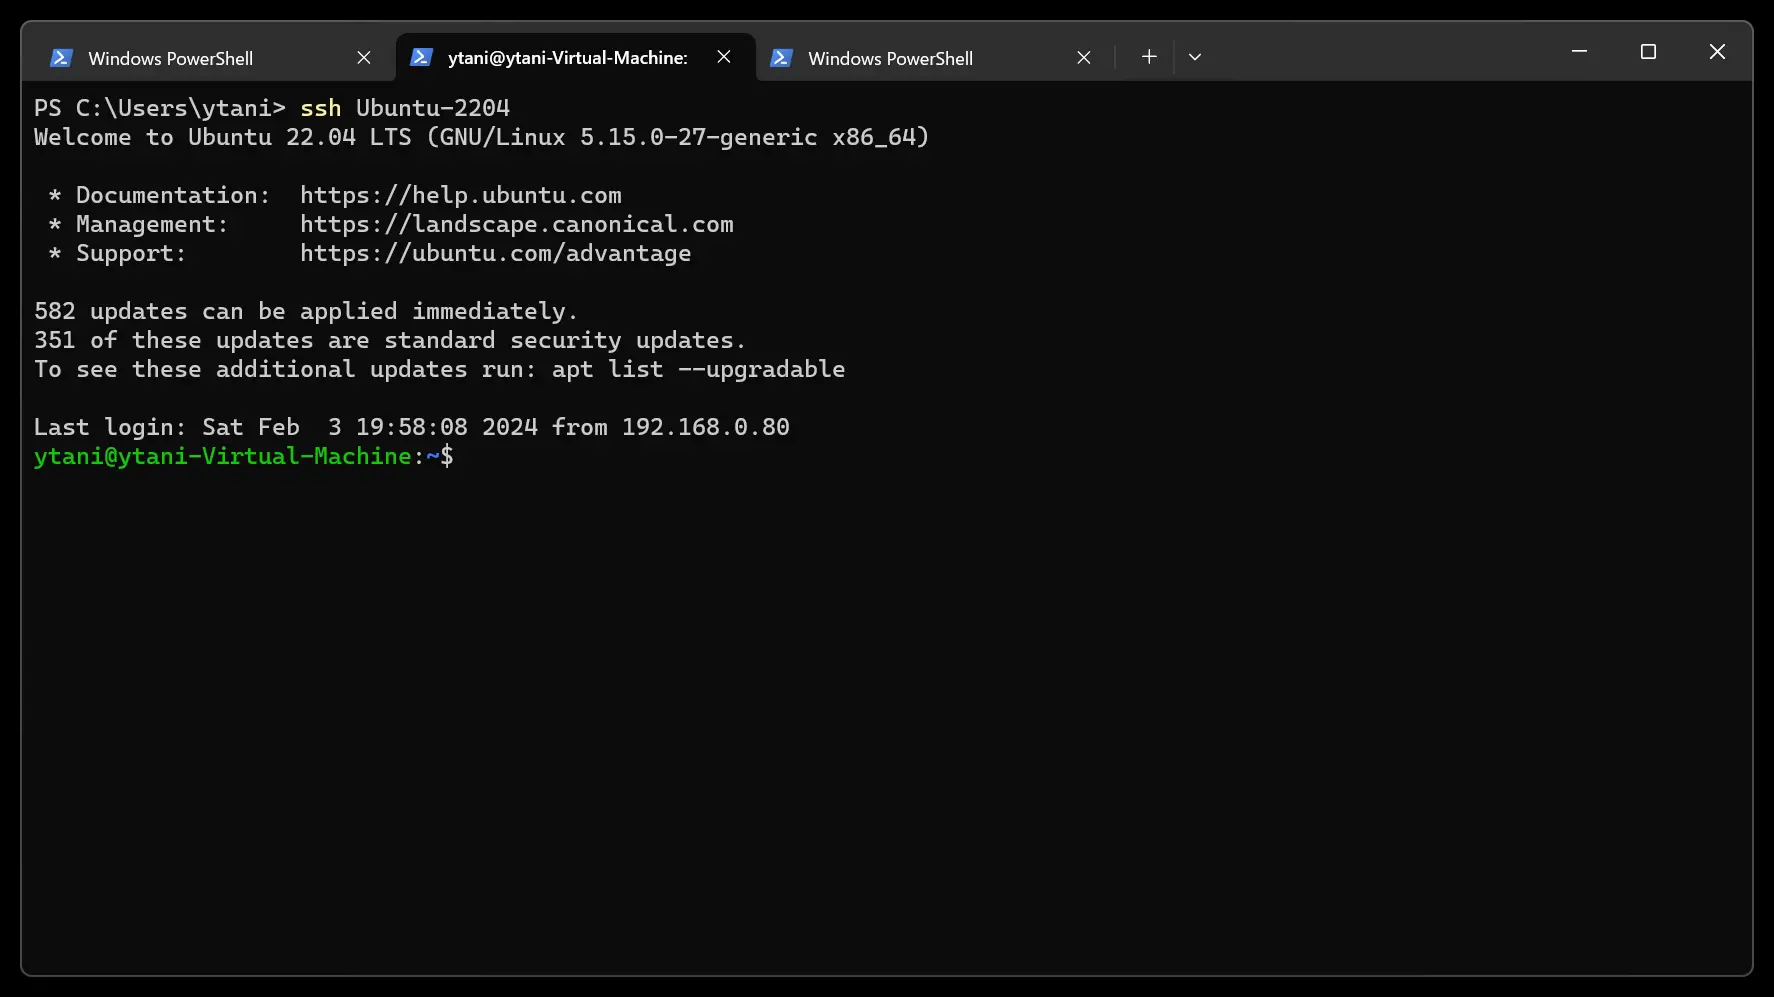 Windows PowerShell
ytani@ytani-Virtual-Machine:
Windows PowerShell
PS C:\Users\ytani> ssh Ubuntu-2204
Welcome to Ubuntu 22.04 LTS (GNU/Linux 5.15.0-27-generic x86_64)
* Documentation:  https://help.ubuntu.com
* Management:     https://landscape.canonical.com
* Support:        https://ubuntu.com/advantage
582 updates can be applied immediately.
351 of these updates are standard security updates.
To see these additional updates run: apt list --upgradable
Last login: Sat Feb  3 19:58:08 2024 from 192.168.0.80
ytani@ytani-Virtual-Machine:~$